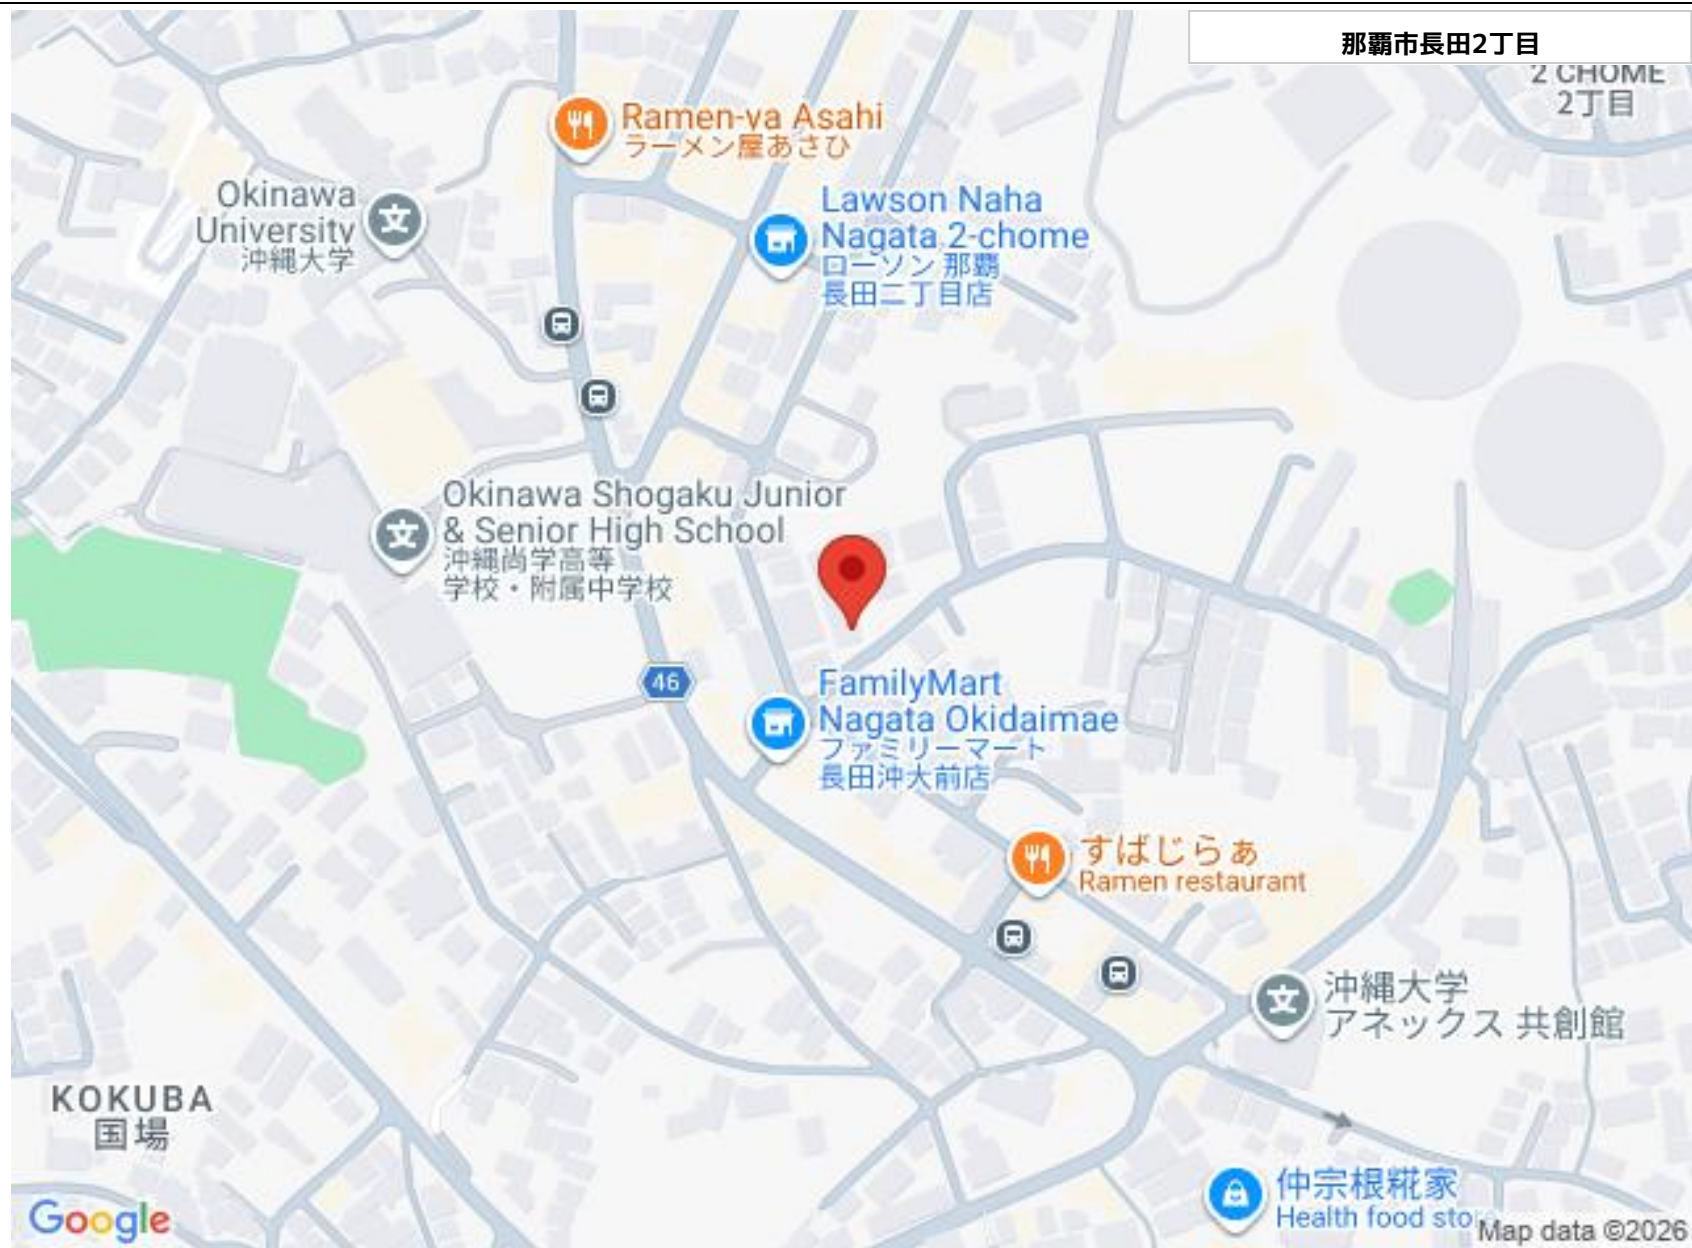 那覇市長田2丁目
2 CHOME
2丁目
Ramen-ya Asahi
ラーメン屋あさひ
Okinawa
University
沖縄大学
Lawson Naha
Nagata 2-chome
ローソン 那覇
長田二丁目店
Okinawa Shogaku Junior
& Senior High School
沖縄尚学高等
学校・附属中学校
46
FamilyMart
Nagata Okidaimae
ファミリーマート
長田沖大前店
すばじらぁ
Ramen restaurant
沖縄大学
アネックス 共創館
KOKUBA
国場
仲宗根糀家
Health food sto
Google
Map data ©2026